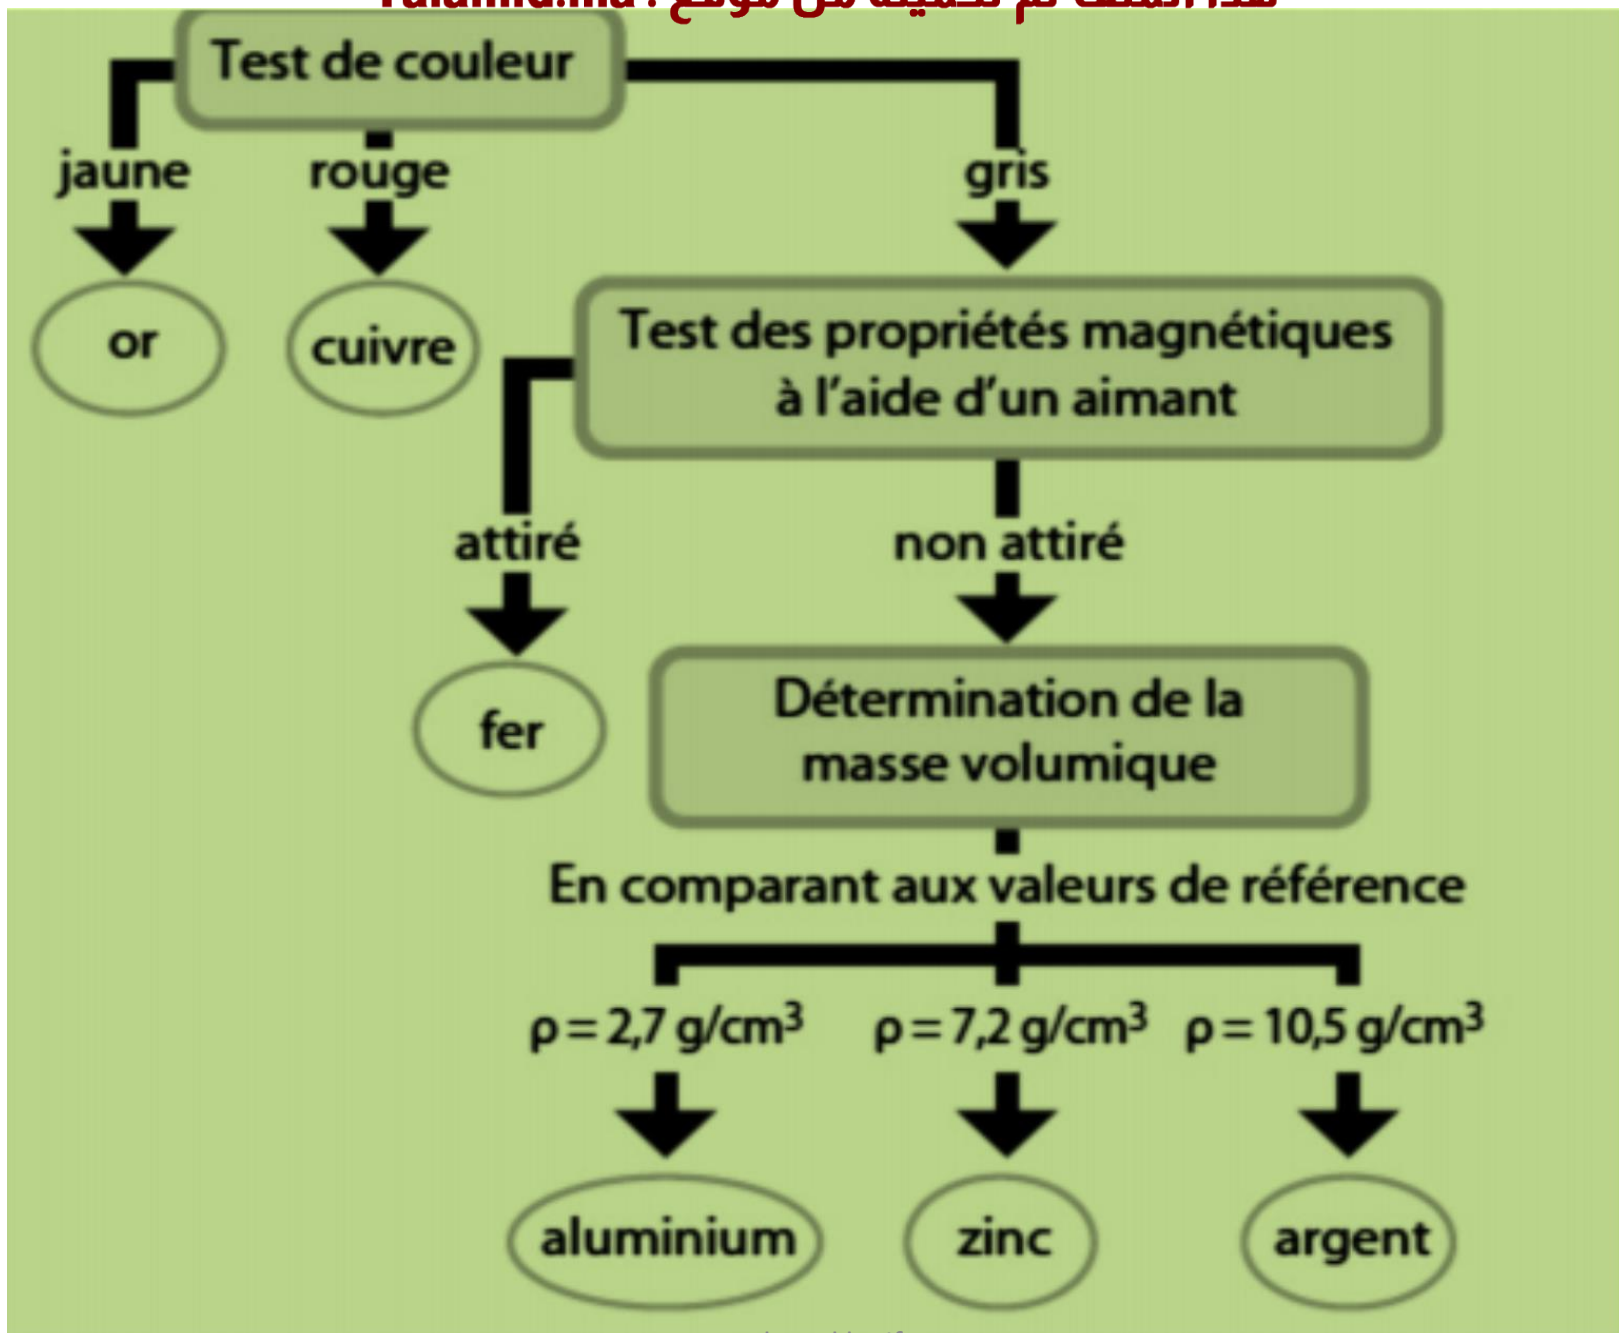 Test de couleur
jaune
rouge
gris
or
cuivre
Test des propriétés magnétiques
à l'aide d'un aimant
attiré
non attiré
fer
Détermination de la
masse volumique
En comparant aux valeurs de référence
ρ = 2,7 g/cm³
ρ = 7,2 g/cm³
ρ = 10,5 g/cm³
aluminium
zinc
argent